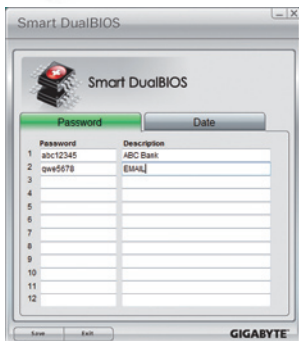 Smart DualBIOS
Smart DualBIOS
Password Date
Password Description
1 abc12345 ABC Bank
2 qwe5678 EMAIL
3
4
5
6
7
8
9
10
11
12
Save Exit GIGABYTE